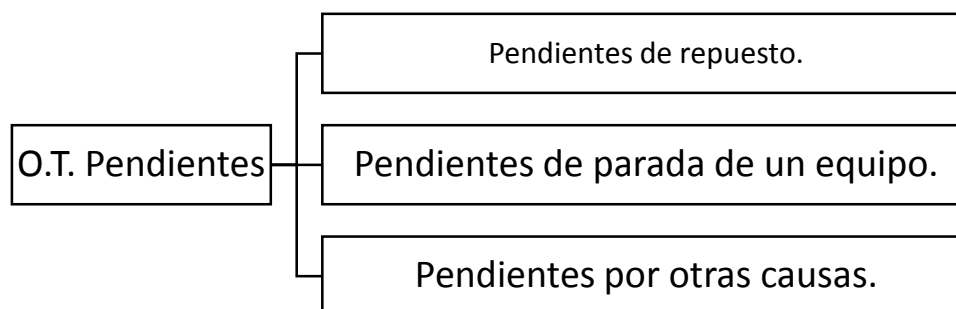 O.T. Pendientes
Pendientes de repuesto.
Pendientes de parada de un equipo.
Pendientes por otras causas.